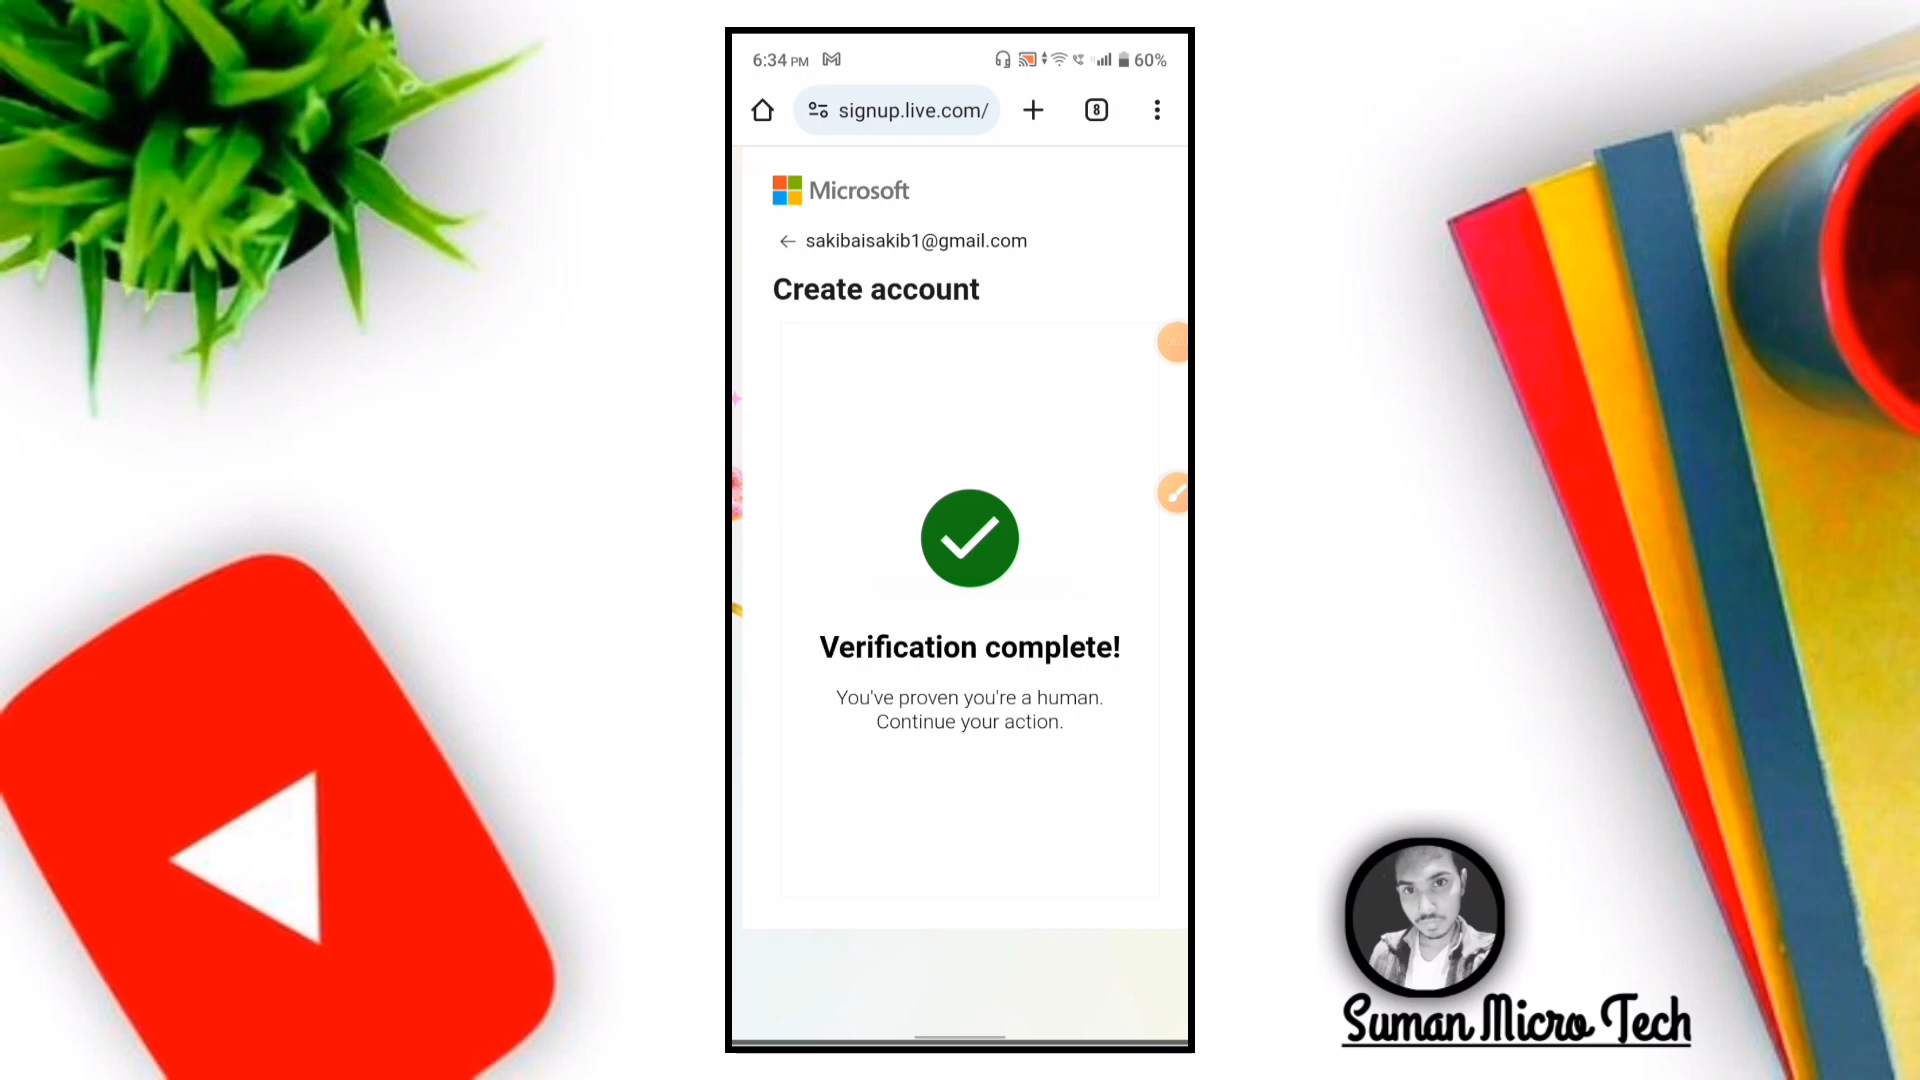 6:34 PM
60%
signup.live.com/
8
Microsoft
sakibaisakib1@gmail.com
Create account
Verification complete!
You've proven you're a human.
Continue your action.
Suman Micro Tech